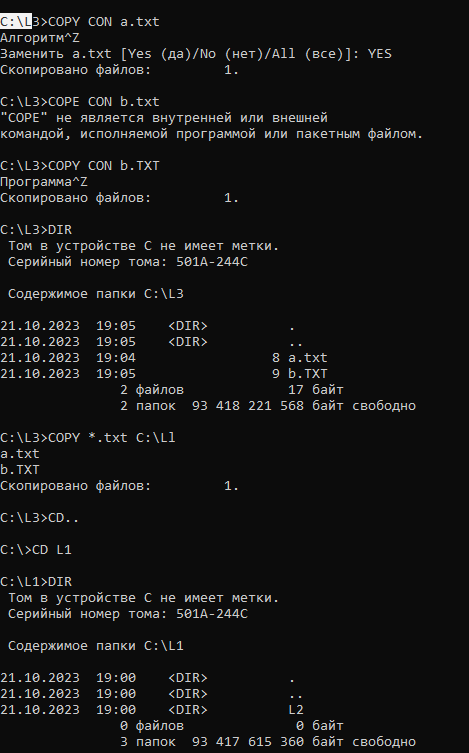 C:\L3>COPY CON a.txt
Алгоритм^Z
Заменить a.txt [Yes (да)/No (нет)/All (все)]: YES
Скопировано файлов:         1.
C:\L3>COPE CON b.txt
"COPE" не является внутренней или внешней
командой, исполняемой программой или пакетным файлом.
C:\L3>COPY CON b.TXT
Программа^Z
Скопировано файлов:         1.
C:\L3>DIR
 Том в устройстве C не имеет метки.
 Серийный номер тома: 501A-244C
 Содержимое папки C:\L3
21.10.2023  19:05    <DIR>          .
21.10.2023  19:05    <DIR>          ..
21.10.2023  19:04                 8 a.txt
21.10.2023  19:05                 9 b.TXT
               2 файлов             17 байт
               2 папок  93 418 221 568 байт свободно
C:\L3>COPY *.txt C:\Ll
a.txt
b.TXT
Скопировано файлов:         1.
C:\L3>CD..
C:\>CD L1
C:\L1>DIR
 Том в устройстве C не имеет метки.
 Серийный номер тома: 501A-244C
 Содержимое папки C:\L1
21.10.2023  19:00    <DIR>          .
21.10.2023  19:00    <DIR>          ..
21.10.2023  19:00    <DIR>          L2
               0 файлов              0 байт
               3 папок  93 417 615 360 байт свободно